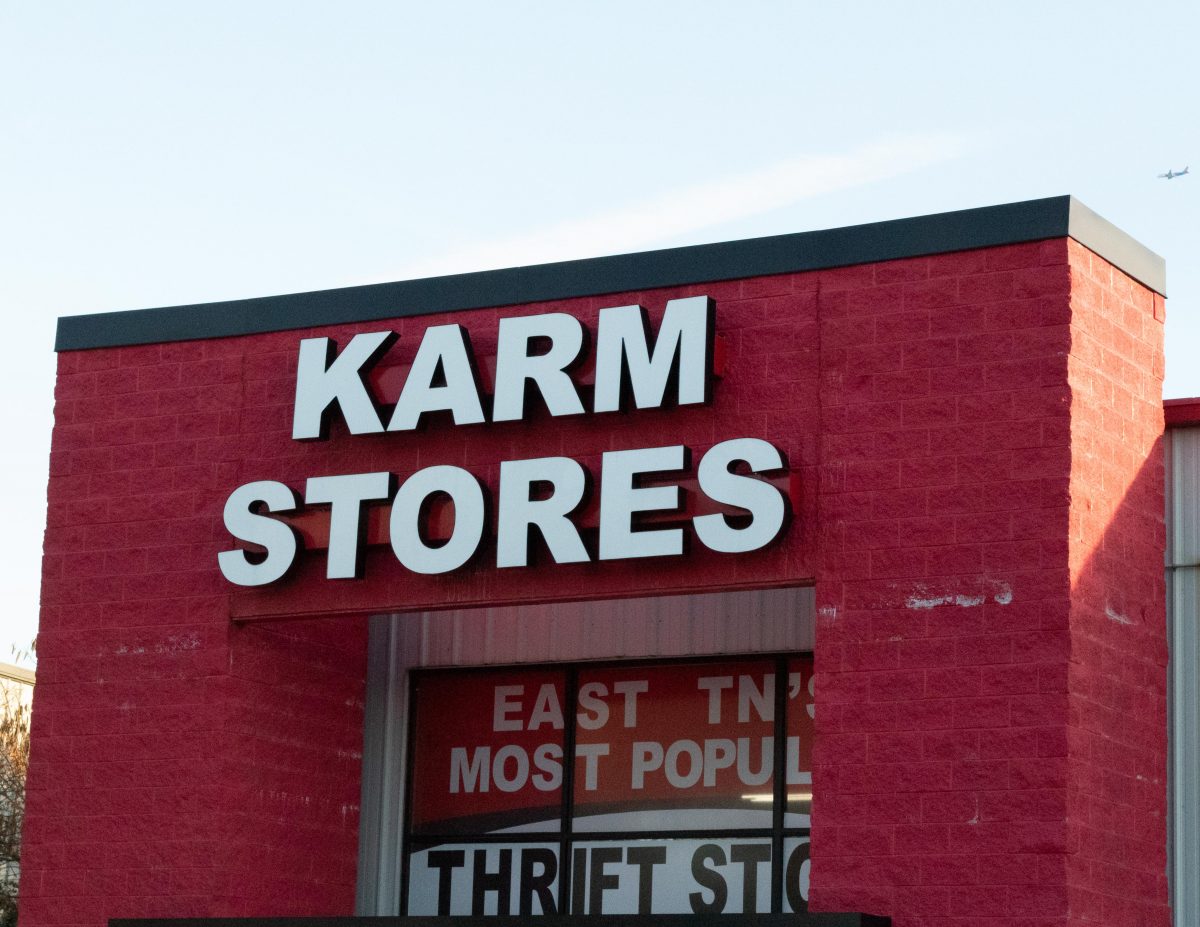 KARM
STORES
EAST TN'S
MOST POPUL
THRIFT STO